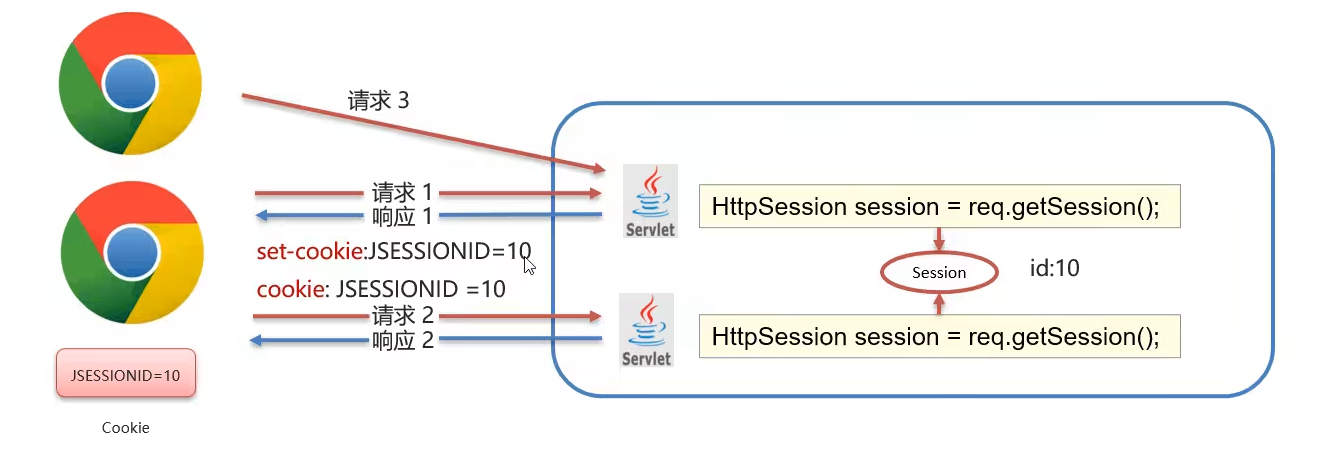 请求 3
请求 1
响应 1
Servlet
HttpSession session = req.getSession();
set-cookie:JSESSIONID=10
Session
id:10
cookie: JSESSIONID =10
请求 2
响应 2
Servlet
HttpSession session = req.getSession();
JSESSIONID=10
Cookie